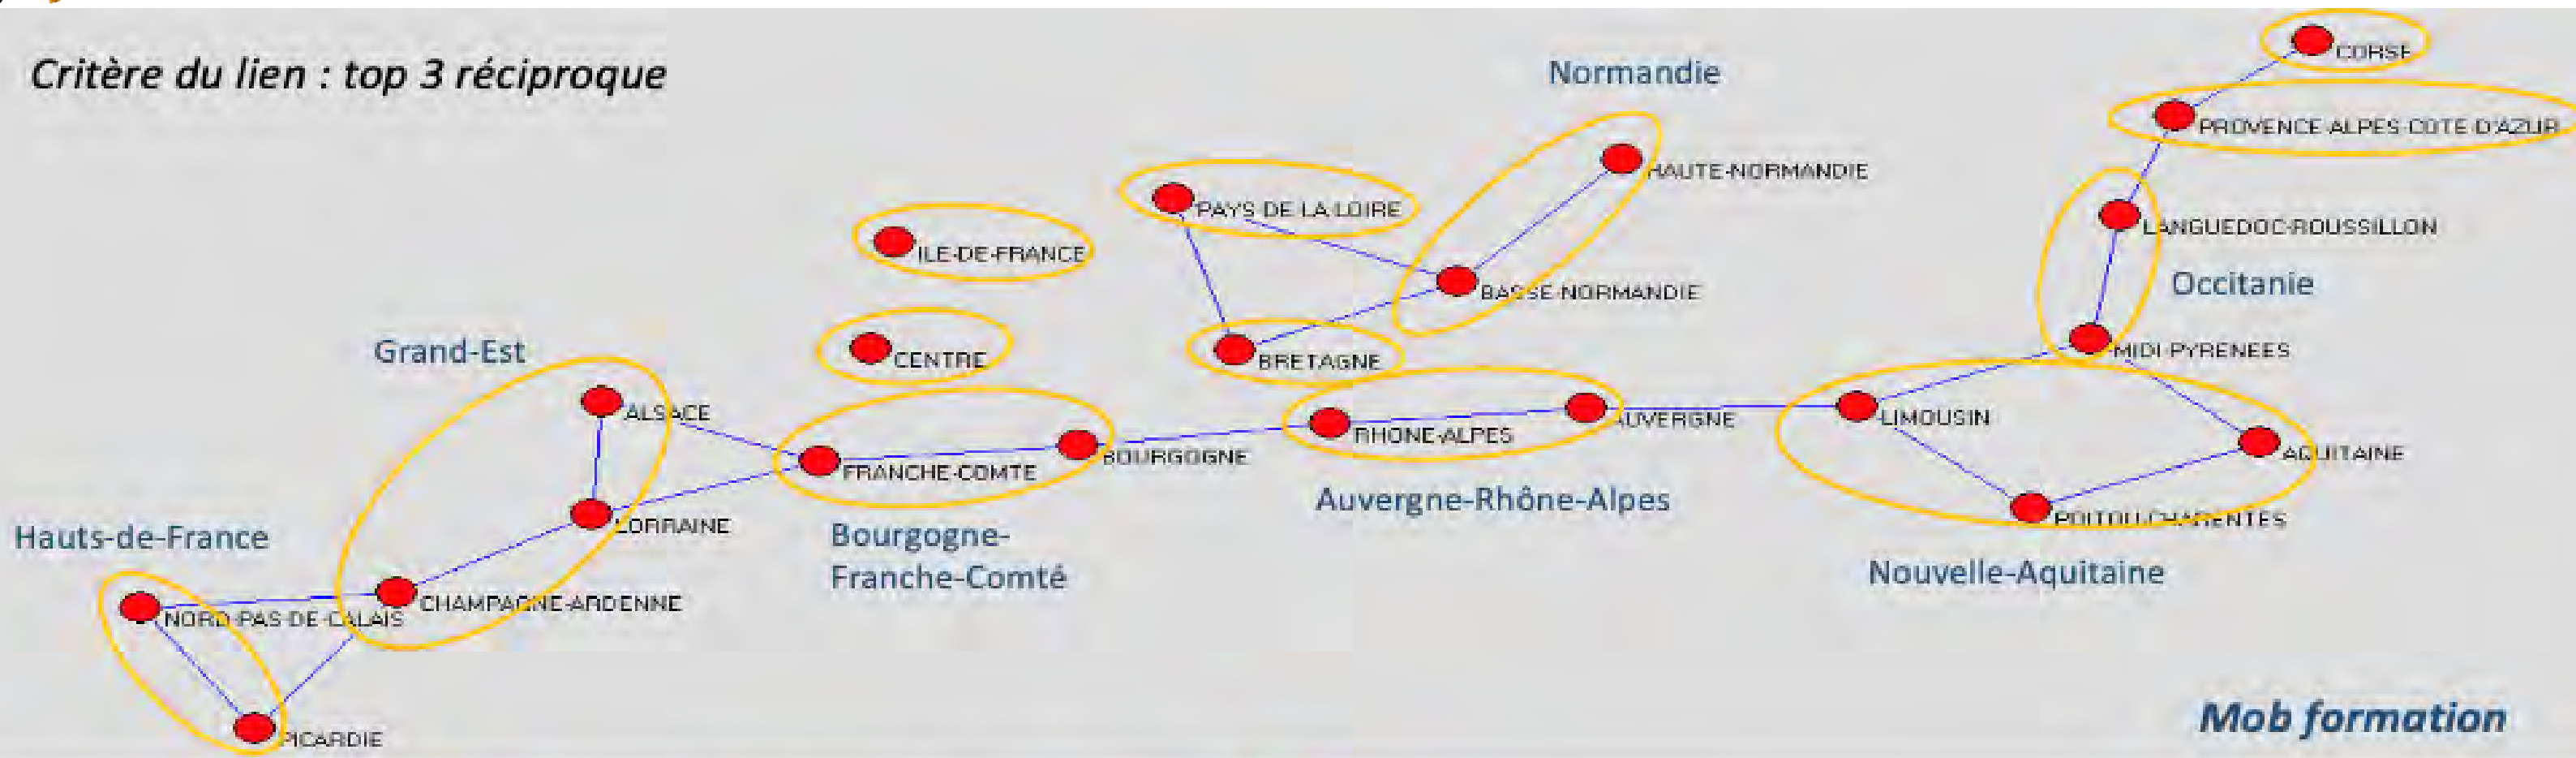 Critère du lien : top 3 réciproque
CORSE
Normandie
PROVENCE-ALPES-COTE D'AZUR
HAUTE-NORMANDIE
PAYS DE LA LOIRE
LANGUEDOC-ROUSSILLON
ILE-DE-FRANCE
Occitanie
BASSE-NORMANDIE
Grand-Est
CENTRE
BRETAGNE
MIDI-PYRENEES
ALSACE
AUVERGNE
LIMOUSIN
RHONE-ALPES
BOURGOGNE
AQUITAINE
FRANCHE-COMTE
Auvergne-Rhône-Alpes
LORRAINE
POITOU-CHARENTES
Hauts-de-France
Bourgogne-
Franche-Comté
Nouvelle-Aquitaine
CHAMPAGNE-ARDENNE
NORD-PAS-DE-CALAIS
Mob formation
PICARDIE